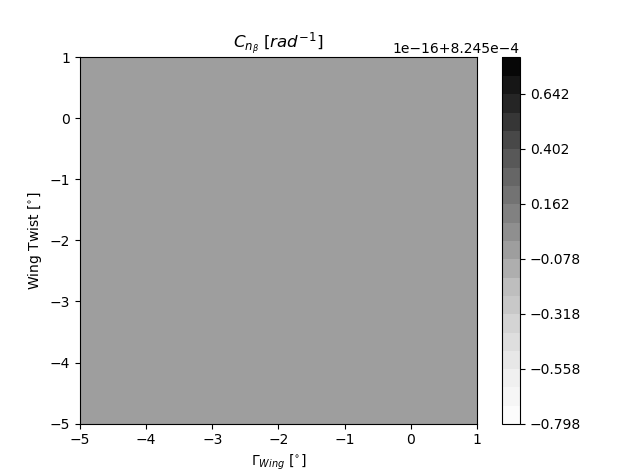 C_{n_β} [rad^{-1}]
1e−16+8.245e−4
1
0
−1
−2
−3
−4
−5
Wing Twist [°]
−5 −4 −3 −2 −1 0 1
Γ_{Wing} [°]
0.642
0.402
0.162
−0.078
−0.318
−0.558
−0.798